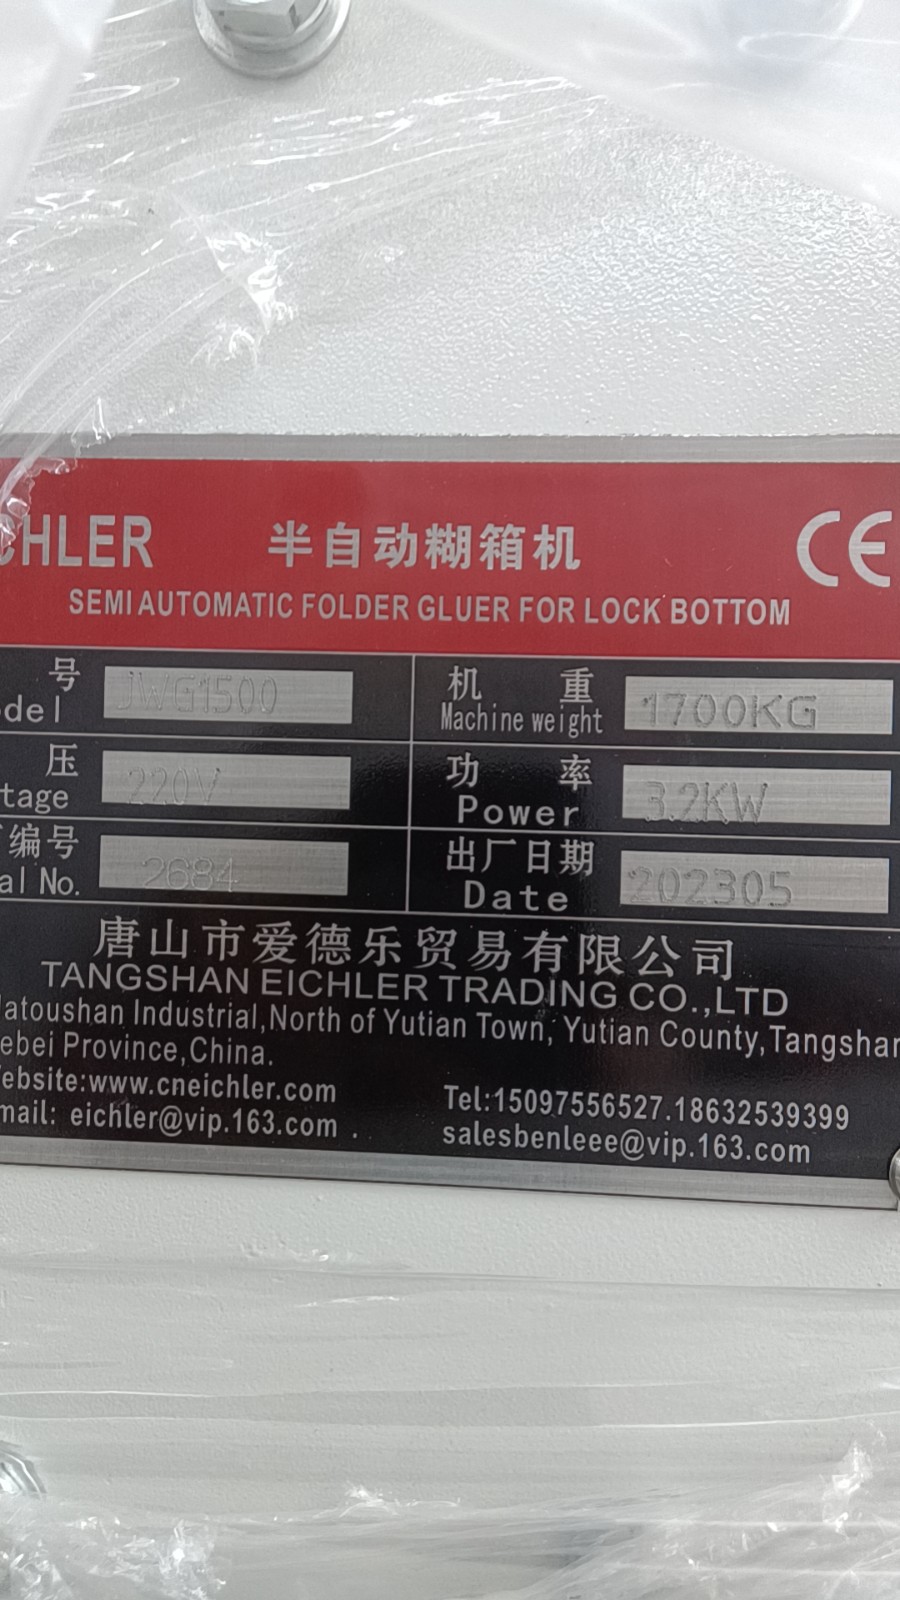 CHLER 半自动糊箱机 CE
SEMI AUTOMATIC FOLDER GLUER FOR LOCK BOTTOM
号 JWG1500 机 重 1700KG
del Machine weight
压 220V 功 率 3.2KW
tage Power
编号 2684 出厂日期 202305
al No. Date
唐山市爱德乐贸易有限公司
TANGSHAN EICHLER TRADING CO.,LTD
atoushan Industrial,North of Yutian Town, Yutian County,Tangshan
ebei Province,China.
ebsite:www.cneichler.com Tel:15097556527.18632539399
mail: eichler@vip.163.com . salesbenleee@vip.163.com